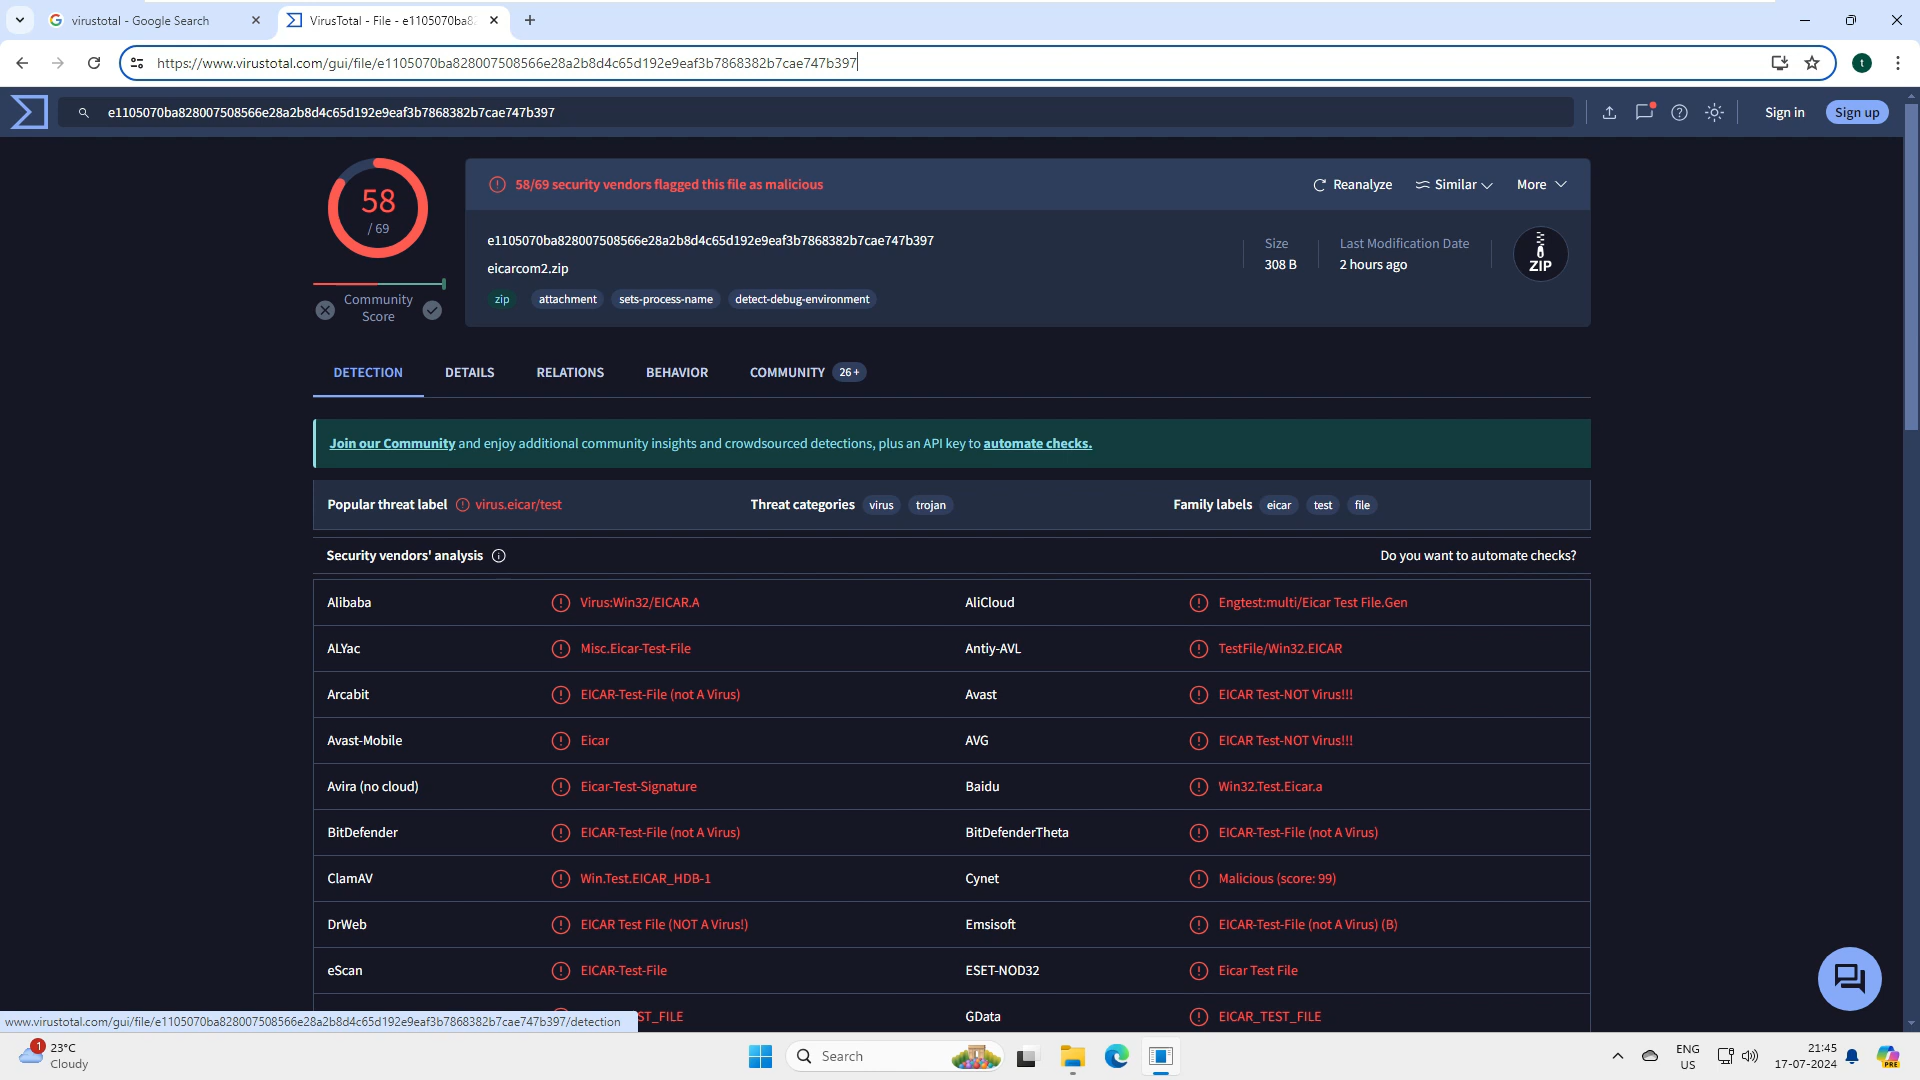 virustotal - Google Search
VirusTotal - File - e1105070ba82
https://www.virustotal.com/gui/file/e1105070ba828007508566e28a2b8d4c65d192e9eaf3b7868382b7cae747b397
t
e1105070ba828007508566e28a2b8d4c65d192e9eaf3b7868382b7cae747b397
Sign in
Sign up
58
/ 69
Community
Score
58/69 security vendors flagged this file as malicious
Reanalyze
Similar
More
e1105070ba828007508566e28a2b8d4c65d192e9eaf3b7868382b7cae747b397
eicarcom2.zip
zip attachment sets-process-name detect-debug-environment
Size
308 B
Last Modification Date
2 hours ago
ZIP
DETECTION DETAILS RELATIONS BEHAVIOR COMMUNITY 26+
Join our Community and enjoy additional community insights and crowdsourced detections, plus an API key to automate checks.
Popular threat label virus.eicar/test Threat categories virus trojan Family labels eicar test file
Security vendors' analysis Do you want to automate checks?
Alibaba Virus:Win32/EICAR.A AliCloud Engtest:multi/Eicar Test File.Gen
ALYac Misc.Eicar-Test-File Antiy-AVL TestFile/Win32.EICAR
Arcabit EICAR-Test-File (not A Virus) Avast EICAR Test-NOT Virus!!!
Avast-Mobile Eicar AVG EICAR Test-NOT Virus!!!
Avira (no cloud) Eicar-Test-Signature Baidu Win32.Test.Eicar.a
BitDefender EICAR-Test-File (not A Virus) BitDefenderTheta EICAR-Test-File (not A Virus)
ClamAV Win.Test.EICAR_HDB-1 Cynet Malicious (score: 99)
DrWeb EICAR Test File (NOT A Virus!) Emsisoft EICAR-Test-File (not A Virus) (B)
eScan EICAR-Test-File ESET-NOD32 Eicar Test File
ST_FILE GData EICAR_TEST_FILE
www.virustotal.com/gui/file/e1105070ba828007508566e28a2b8d4c65d192e9eaf3b7868382b7cae747b397/detection
1
23°C
Cloudy
Search
ENG
US
21:45
17-07-2024
PRE